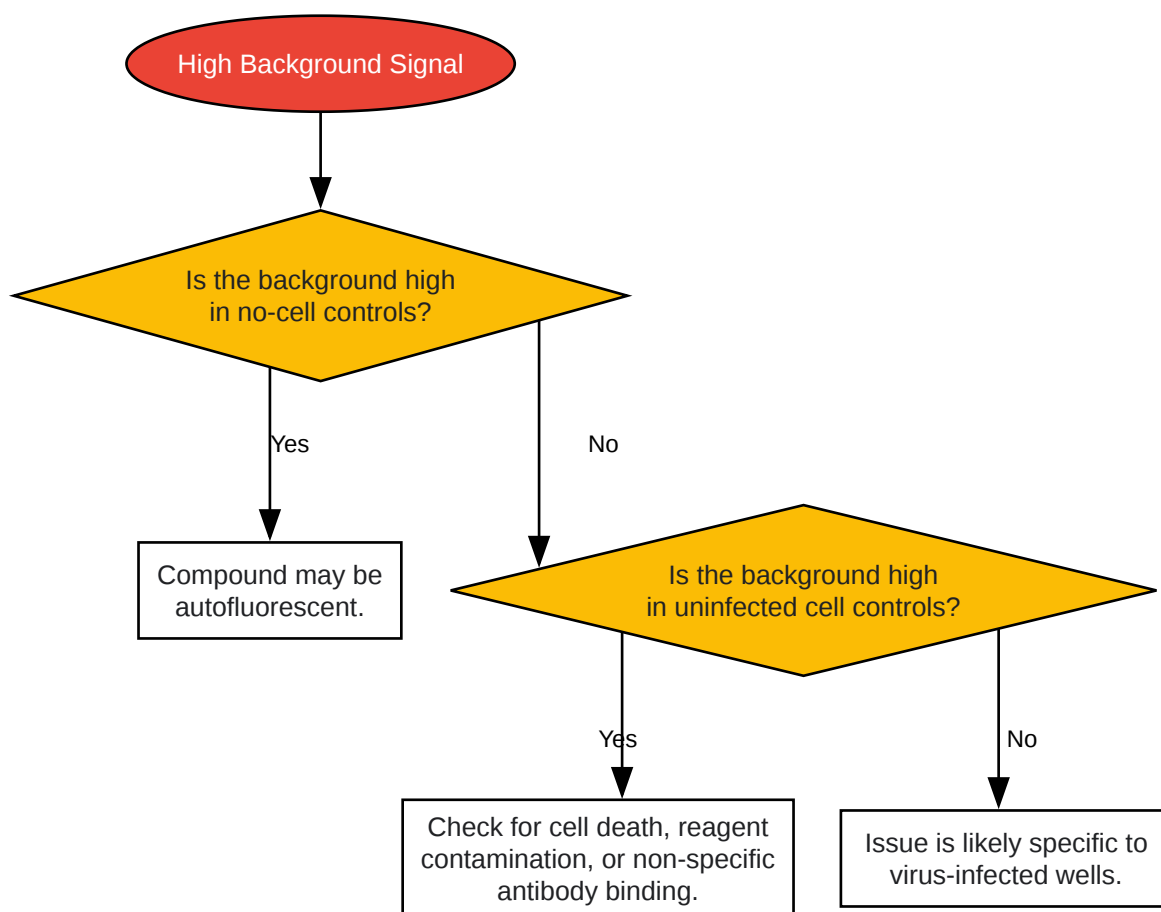 High Background Signal
Is the background high
in no-cell controls?
Yes
No
Compound may be
autofluorescent.
Is the background high
in uninfected cell controls?
Yes
No
Check for cell death, reagent
contamination, or non-specific
antibody binding.
Issue is likely specific to
virus-infected wells.